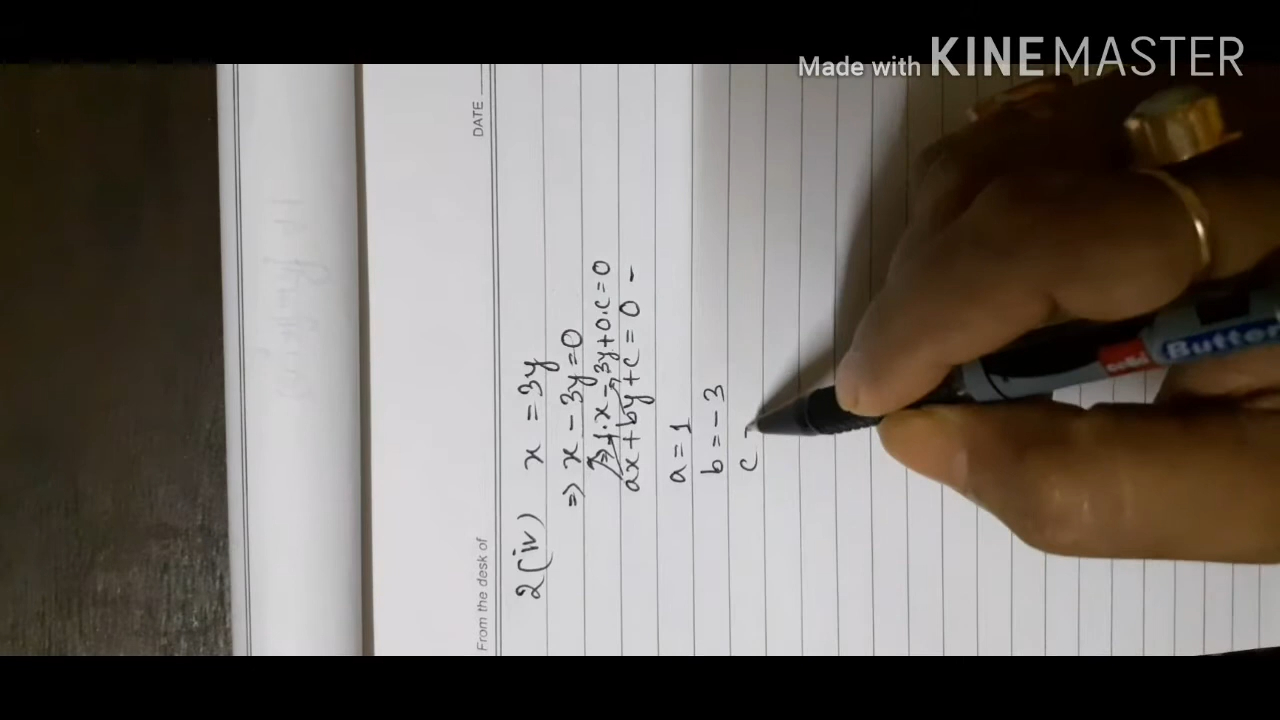 Made with KINEMASTER
From the desk of
DATE
2(iv) x = 3y
=> x - 3y = 0
=> 1.x - 3y + 0.c = 0
ax + by + c = 0 -
a = 1
b = - 3
c -
cello
Butter